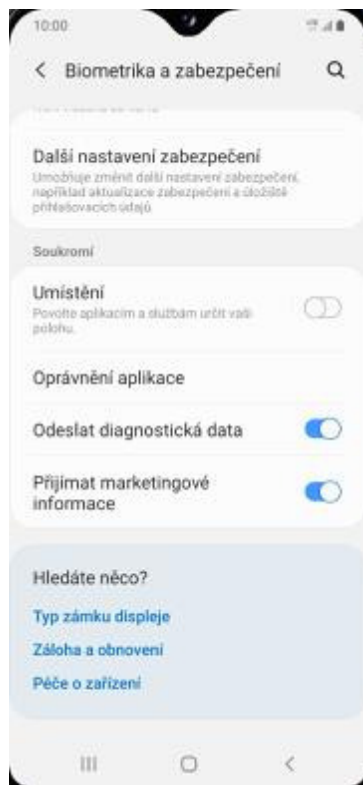 10:00
Biometrika a zabezpečení
Další nastavení zabezpečení
Umožňuje změnit další nastavení zabezpečení,
například aktualizace zabezpečení a úložiště
přihlašovacích údajů.
Soukromí
Umístění
Povolte aplikacím a službám určit vaši
polohu.
Oprávnění aplikace
Odeslat diagnostická data
Přijímat marketingové
informace
Hledáte něco?
Typ zámku displeje
Záloha a obnovení
Péče o zařízení